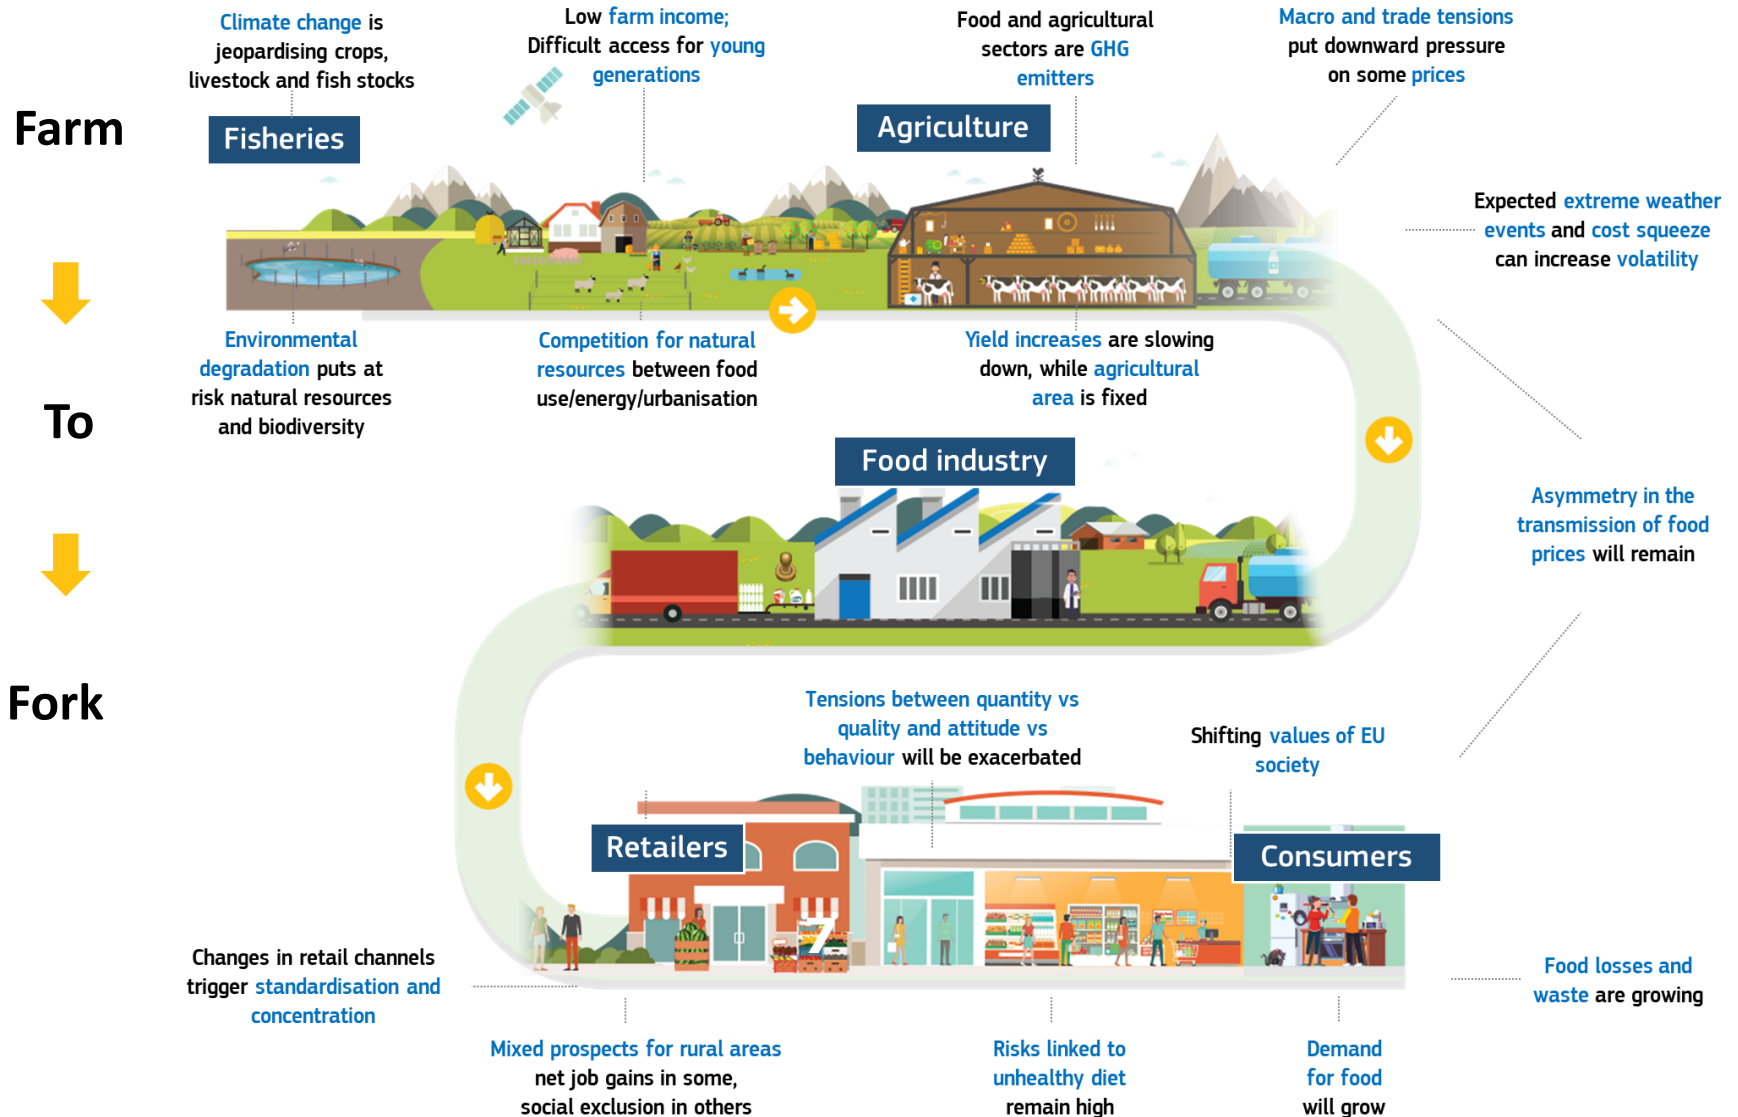 Climate change is
jeopardising crops,
livestock and fish stocks
Low farm income;
Difficult access for young
generations
Food and agricultural
sectors are GHG
emitters
Macro and trade tensions
put downward pressure
on some prices
Farm
Fisheries
Agriculture
Expected extreme weather
events and cost squeeze
can increase volatility
Environmental
degradation puts at
risk natural resources
and biodiversity
Competition for natural
resources between food
use/energy/urbanisation
Yield increases are slowing
down, while agricultural
area is fixed
To
Food industry
Asymmetry in the
transmission of food
prices will remain
Fork
Tensions between quantity vs
quality and attitude vs
behaviour will be exacerbated
Shifting values of EU
society
Retailers
Consumers
7
Changes in retail channels
trigger standardisation and
concentration
Food losses and
waste are growing
Mixed prospects for rural areas
net job gains in some,
social exclusion in others
Risks linked to
unhealthy diet
remain high
Demand
for food
will grow